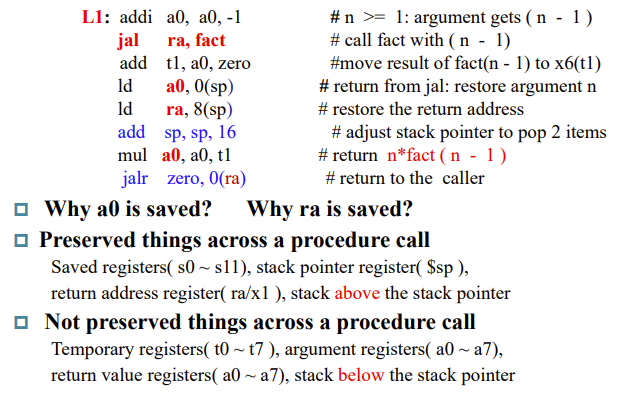 L1: addi a0, a0, -1 # n >= 1: argument gets ( n - 1 )
jal ra, fact # call fact with ( n - 1)
add t1, a0, zero #move result of fact(n - 1) to x6(t1)
ld a0, 0(sp) # return from jal: restore argument n
ld ra, 8(sp) # restore the return address
add sp, sp, 16 # adjust stack pointer to pop 2 items
mul a0, a0, t1 # return n*fact ( n - 1 )
jalr zero, 0(ra) # return to the caller
Why a0 is saved? Why ra is saved?
Preserved things across a procedure call
Saved registers( s0 ~ s11), stack pointer register( $sp ),
return address register( ra/x1 ), stack above the stack pointer
Not preserved things across a procedure call
Temporary registers( t0 ~ t7 ), argument registers( a0 ~ a7),
return value registers( a0 ~ a7), stack below the stack pointer